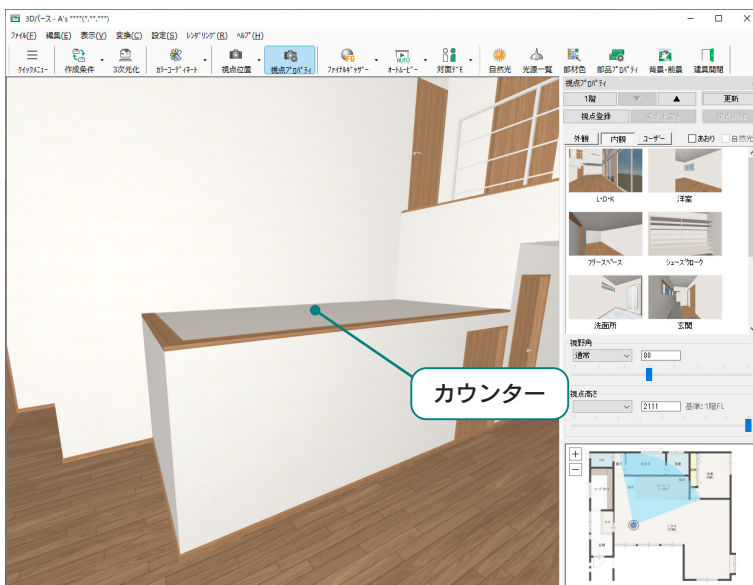 3Dパース - A's ****(*.**.***)
ファイル(F) 編集(E) 表示(V) 変換(C) 設定(S) レンダリング(R) ヘルプ(H)
クイックメニュー 作成条件 3次元化 カラーコーディネート 視点位置 視点プロパティ ファイナルギャザー オートムービー 対面デモ 自然光 光源一覧 部材色 部品プロパティ 背景・前景 建具開閉
AUTO
視点プロパティ
1階 ▼ ▲ 更新
視点登録
外観 内観 ユーザー あおり 自然光
L・D・K 洋室
フリースペース シューズクローク
洗面所 玄関
視野角
通常 80
カウンター
視点高さ
2111 基準:1階FL
+
−